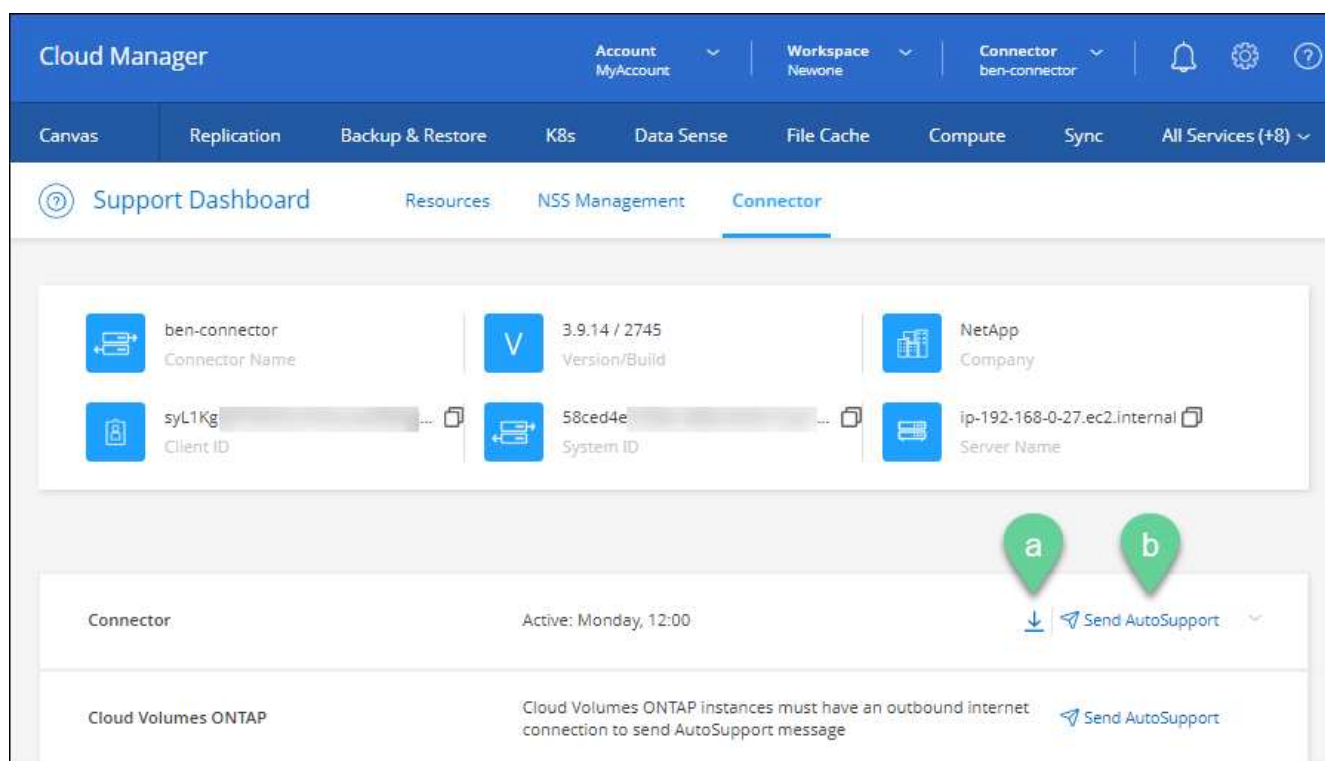 Cloud Manager
Account
MyAccount
Workspace
Newone
Connector
ben-connector
Canvas Replication Backup & Restore K8s Data Sense File Cache Compute Sync All Services (+8)
Support Dashboard Resources NSS Management Connector
ben-connector
Connector Name
V
3.9.14 / 2745
Version/Build
NetApp
Company
syL1Kg ...
Client ID
58ced4e ...
System ID
ip-192-168-0-27.ec2.internal
Server Name
a b
Connector Active: Monday, 12:00 Send AutoSupport
Cloud Volumes ONTAP
Cloud Volumes ONTAP instances must have an outbound internet
connection to send AutoSupport message
Send AutoSupport